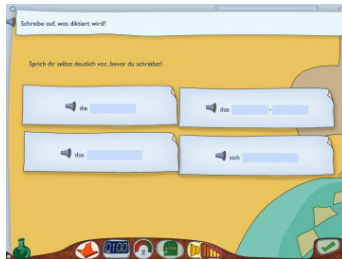 Schreibe auf, was diktiert wird!
Sprich dir selbst deutlich vor, bevor du schreibst!
die
das -
das
sich